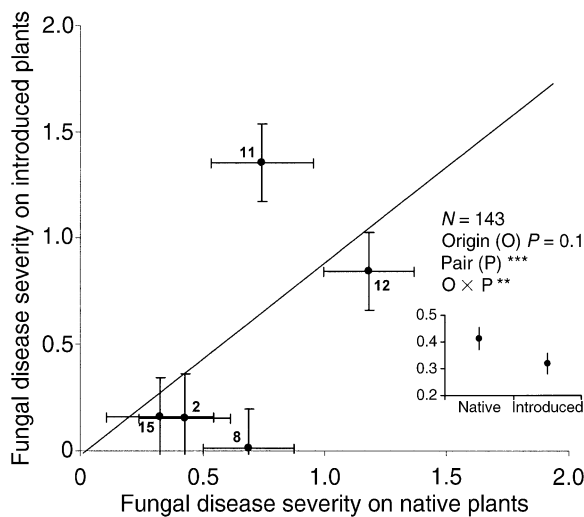 Fungal disease severity on introduced plants
2.0
1.5
1.0
0.5
0
11
12
15
2
8
N = 143
Origin (O) P = 0.1
Pair (P) ***
O × P **
0.5
0.4
0.3
0.2
Native Introduced
0 0.5 1.0 1.5 2.0
Fungal disease severity on native plants